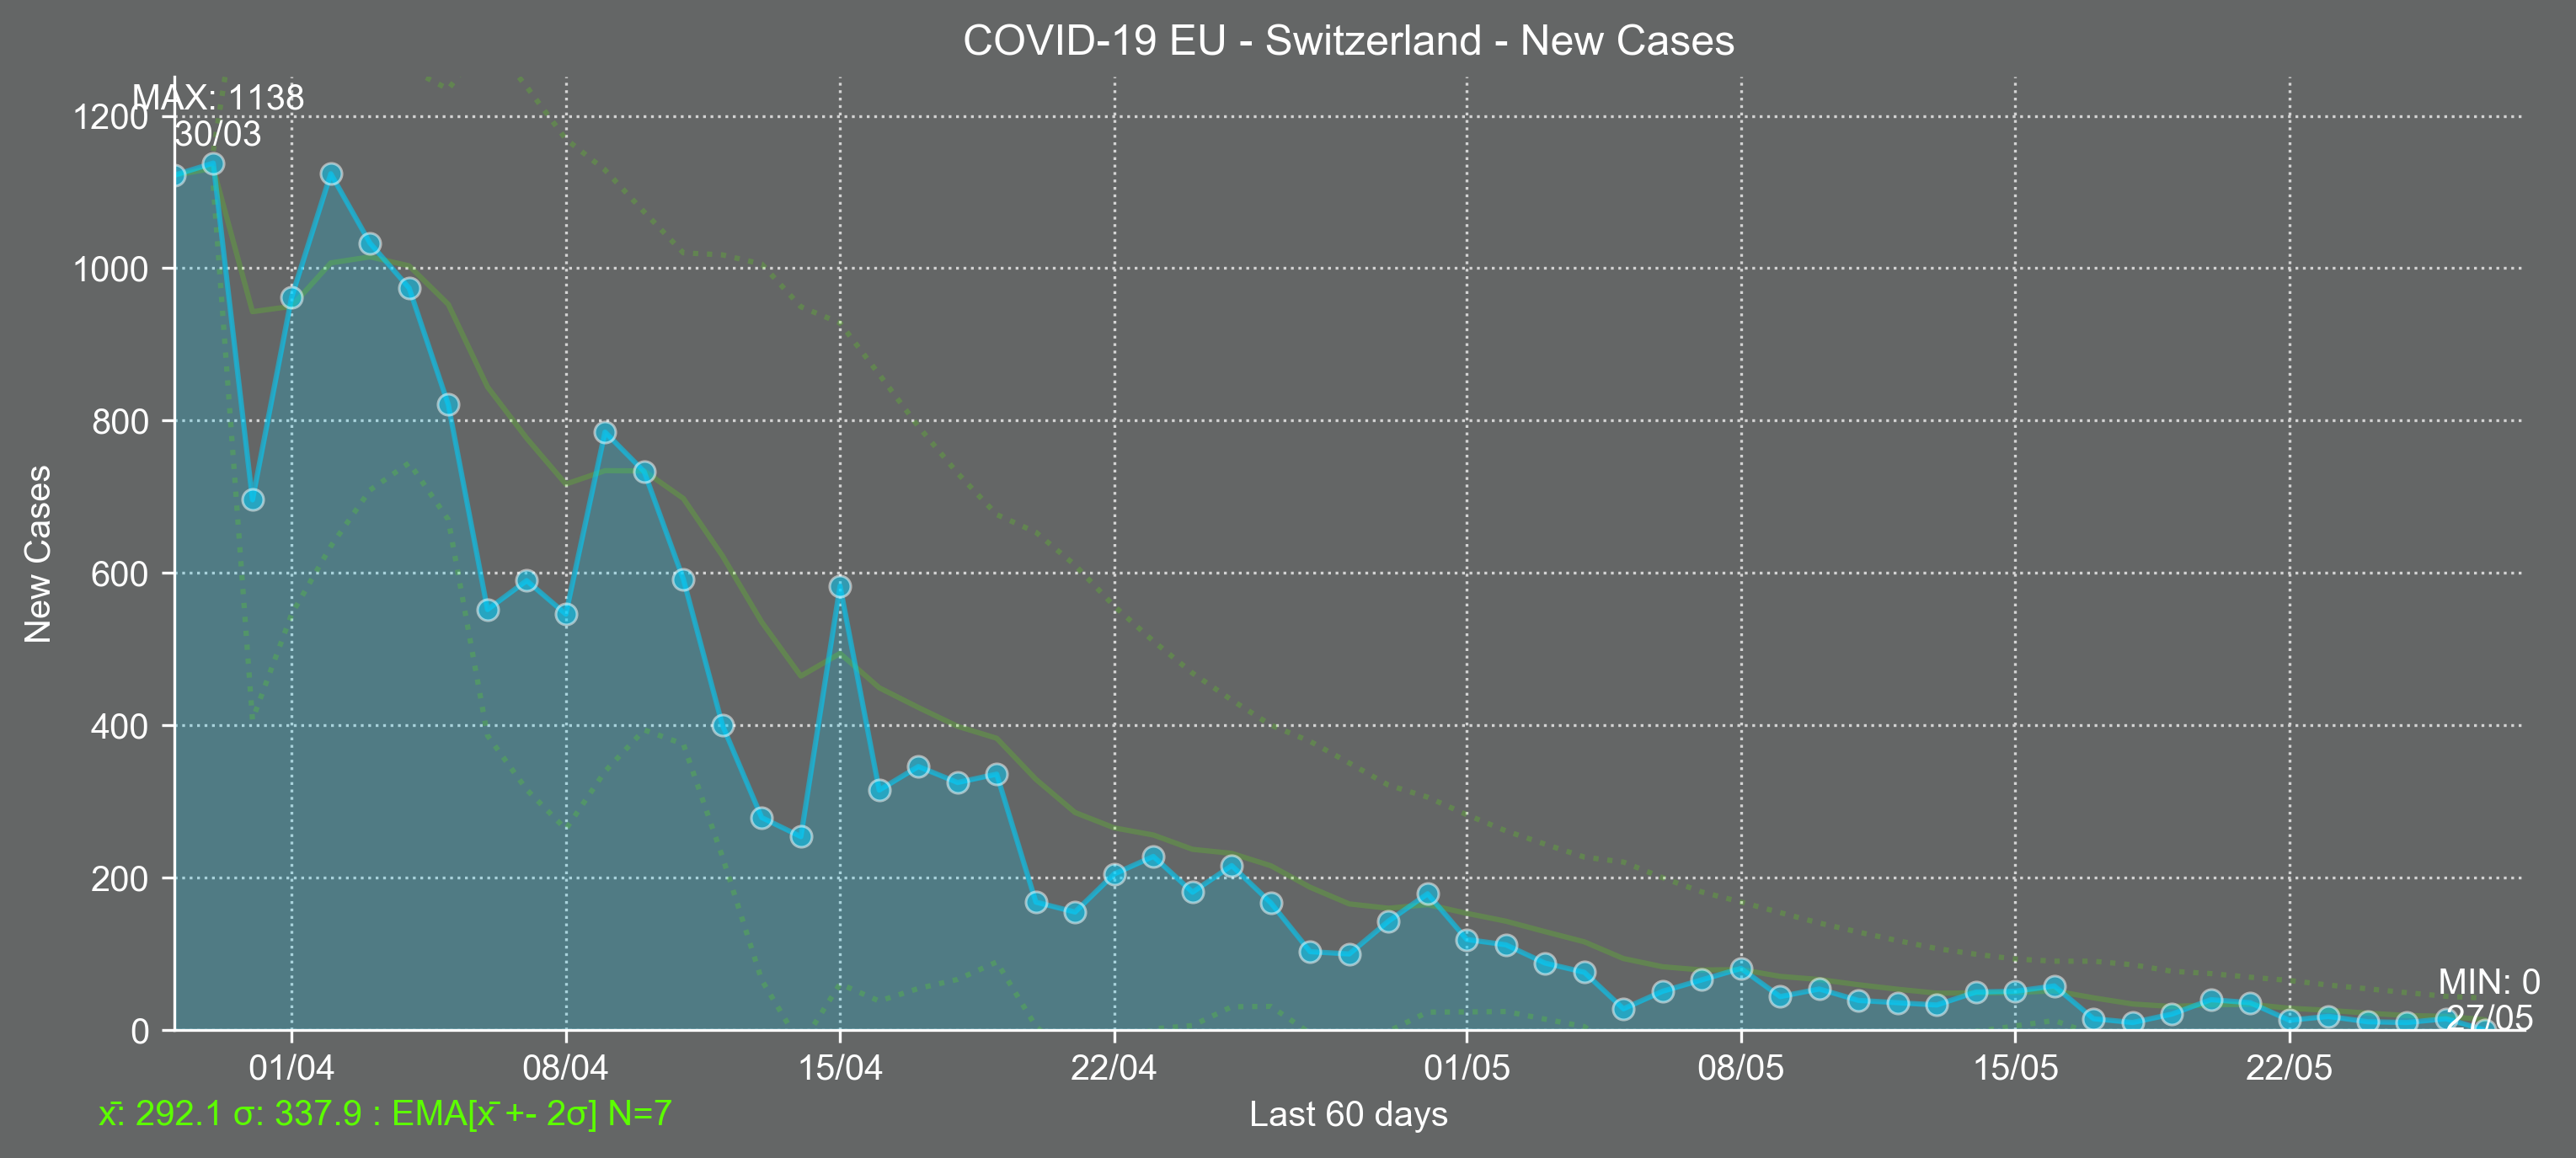 COVID-19 EU - Switzerland - New Cases
MAX: 1138
30/03
1200
1000
800
600
400
200
0
New Cases
MIN: 0
27/05
01/04
08/04
15/04
22/04
01/05
08/05
15/05
22/05
x̄: 292.1 σ: 337.9 : EMA[x̄ +- 2σ] N=7
Last 60 days